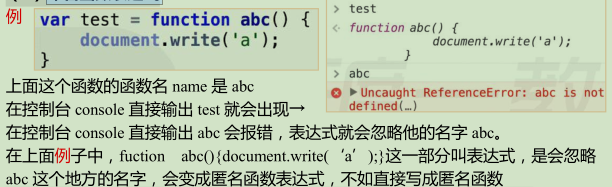 例
var test = function abc() {
    document.write('a');
}
> test
< function abc() {
        document.write('a');
    }
> abc
Uncaught ReferenceError: abc is not defined(…)
上面这个函数的函数名 name 是 abc
在控制台 console 直接输出 test 就会出现→
在控制台 console 直接输出 abc 会报错，表达式就会忽略他的名字 abc。
在上面例子中，fuction　abc(){document.write(‘a’);}这一部分叫表达式，是会忽略
abc 这个地方的名字，会变成匿名函数表达式，不如直接写成匿名函数